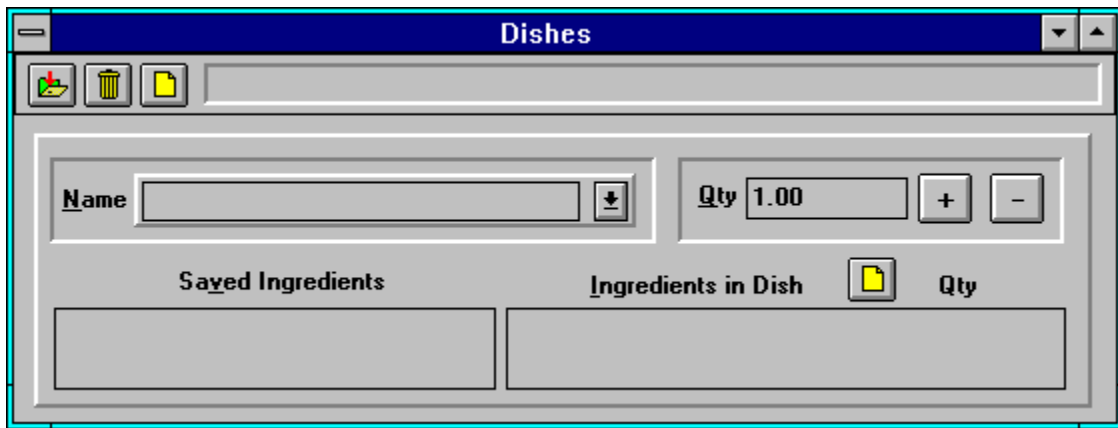 Dishes
Name
Qty 1.00 + -
Saved Ingredients
Ingredients in Dish Qty